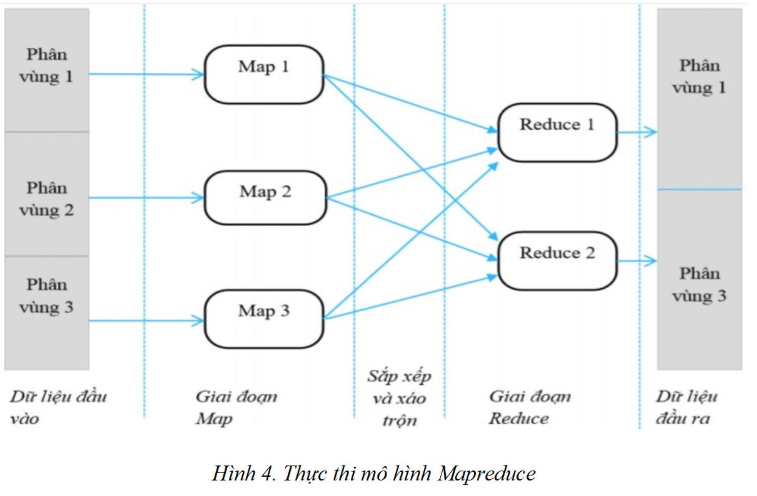 Phân
vùng 1
Phân
vùng 2
Phân
vùng 3
Map 1
Map 2
Map 3
Reduce 1
Reduce 2
Phân
vùng 1
Phân
vùng 3
Dữ liệu đầu
vào
Giai đoạn
Map
Sắp xếp
và xáo
trộn
Giai đoạn
Reduce
Dữ liệu
đầu ra
Hình 4. Thực thi mô hình Mapreduce